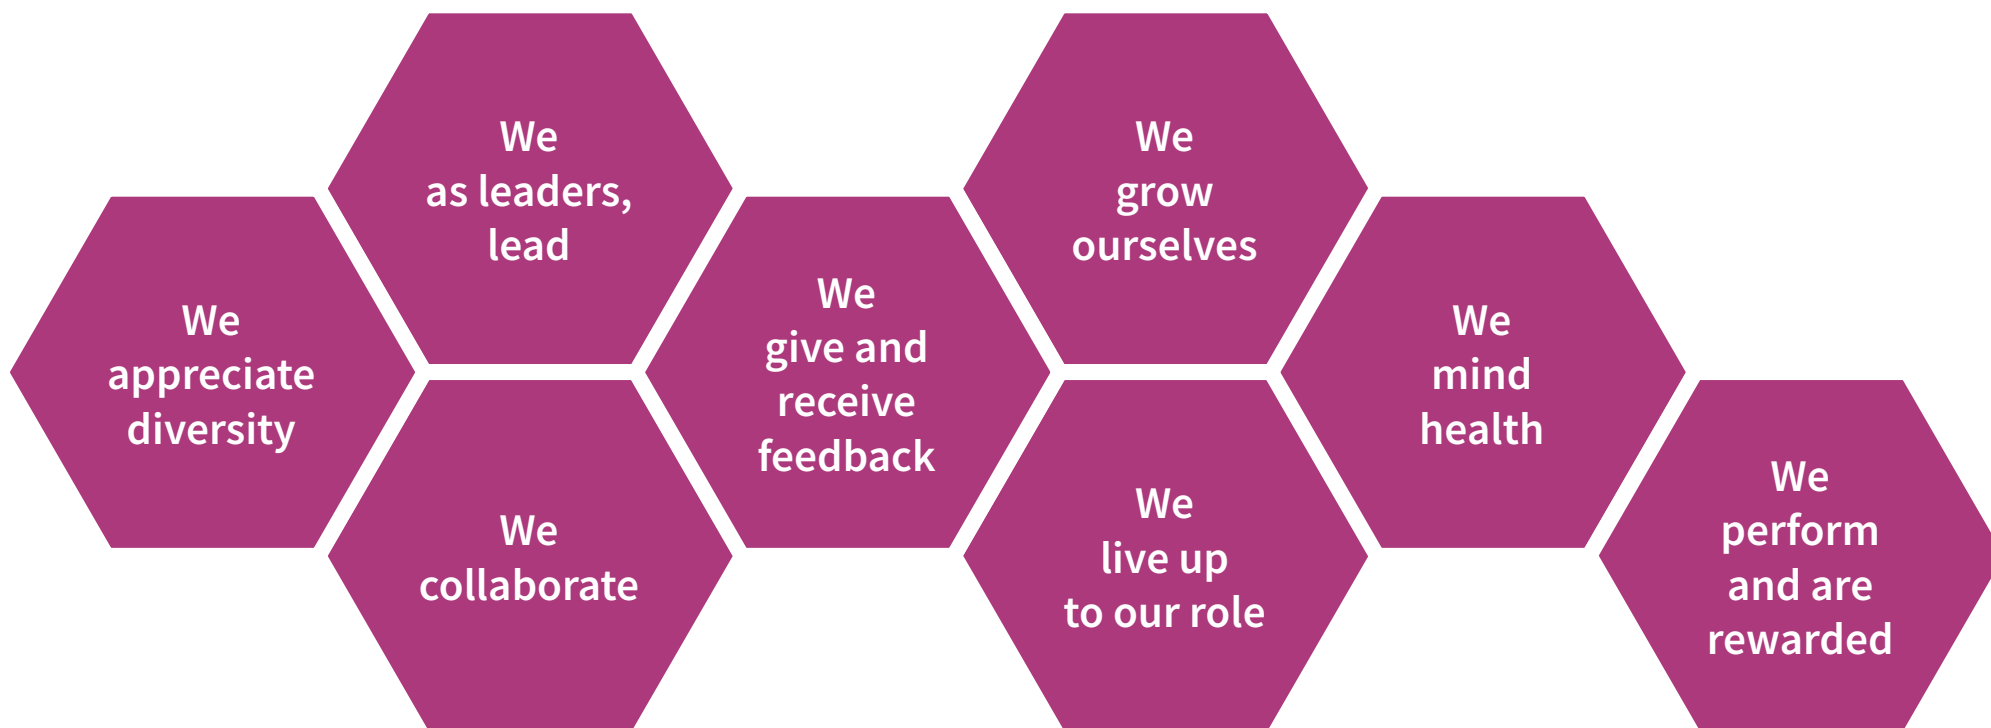 We
appreciate
diversity
We
as leaders,
lead
We
collaborate
We
give and
receive
feedback
We
grow
ourselves
We
live up
to our role
We
mind
health
We
perform
and are
rewarded